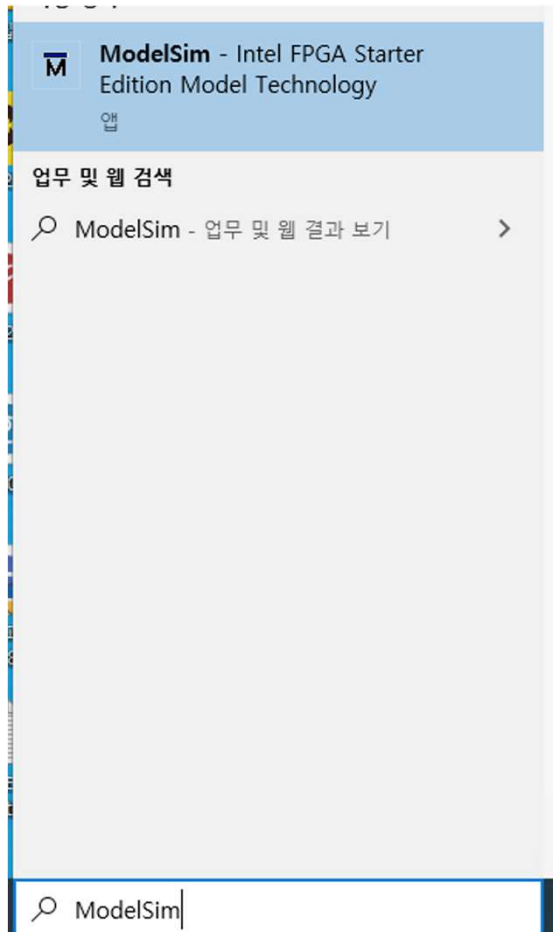 ModelSim - Intel FPGA Starter
Edition Model Technology
앱
업무 및 웹 검색
ModelSim - 업무 및 웹 결과 보기
ModelSim